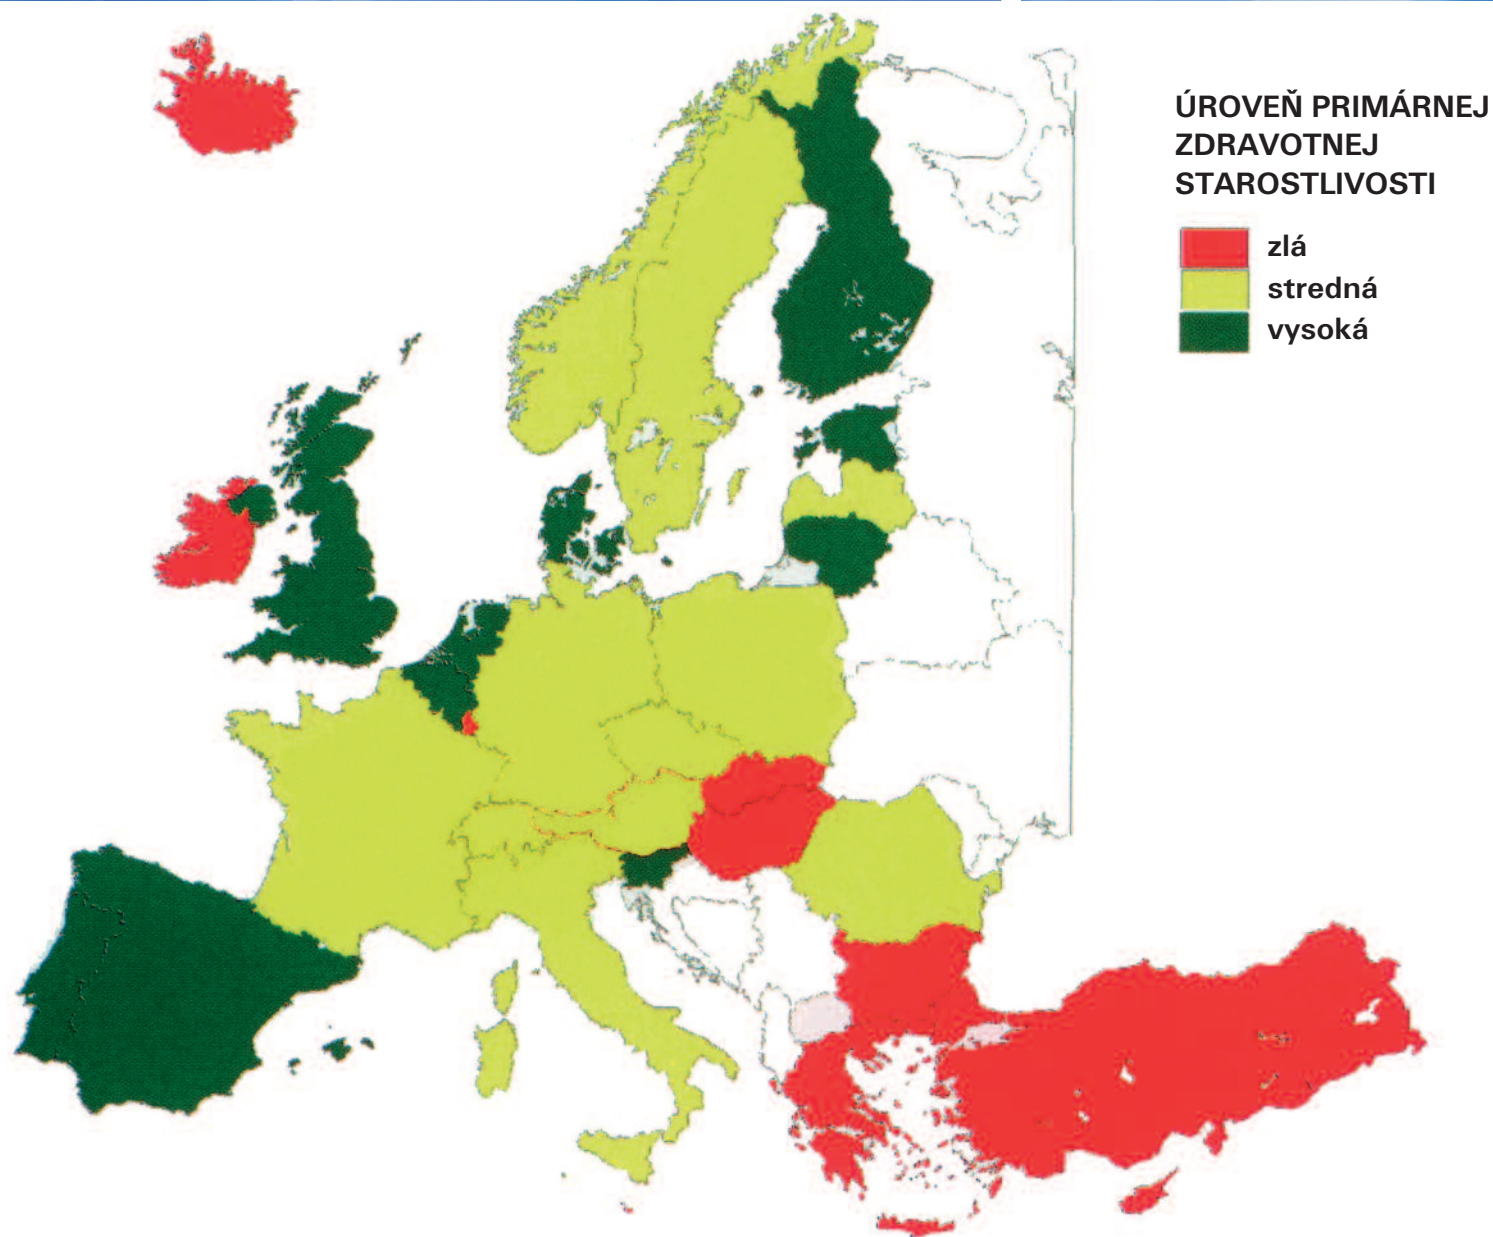 ÚROVEŇ PRIMÁRNEJ
ZDRAVOTNEJ
STAROSTLIVOSTI
zlá
stredná
vysoká